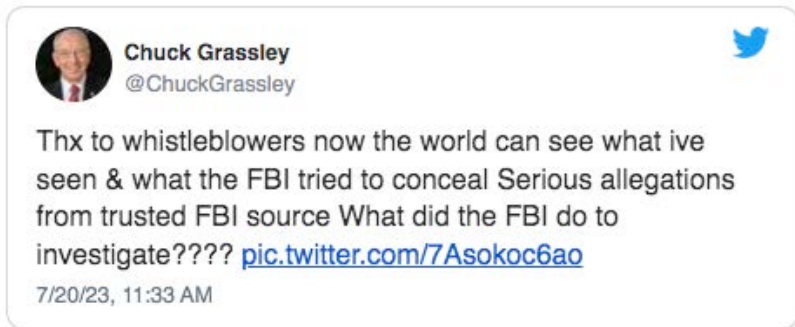 Chuck Grassley
@ChuckGrassley
Thx to whistleblowers now the world can see what ive
seen & what the FBI tried to conceal Serious allegations
from trusted FBI source What did the FBI do to
investigate???? pic.twitter.com/7Asokoc6ao
7/20/23, 11:33 AM